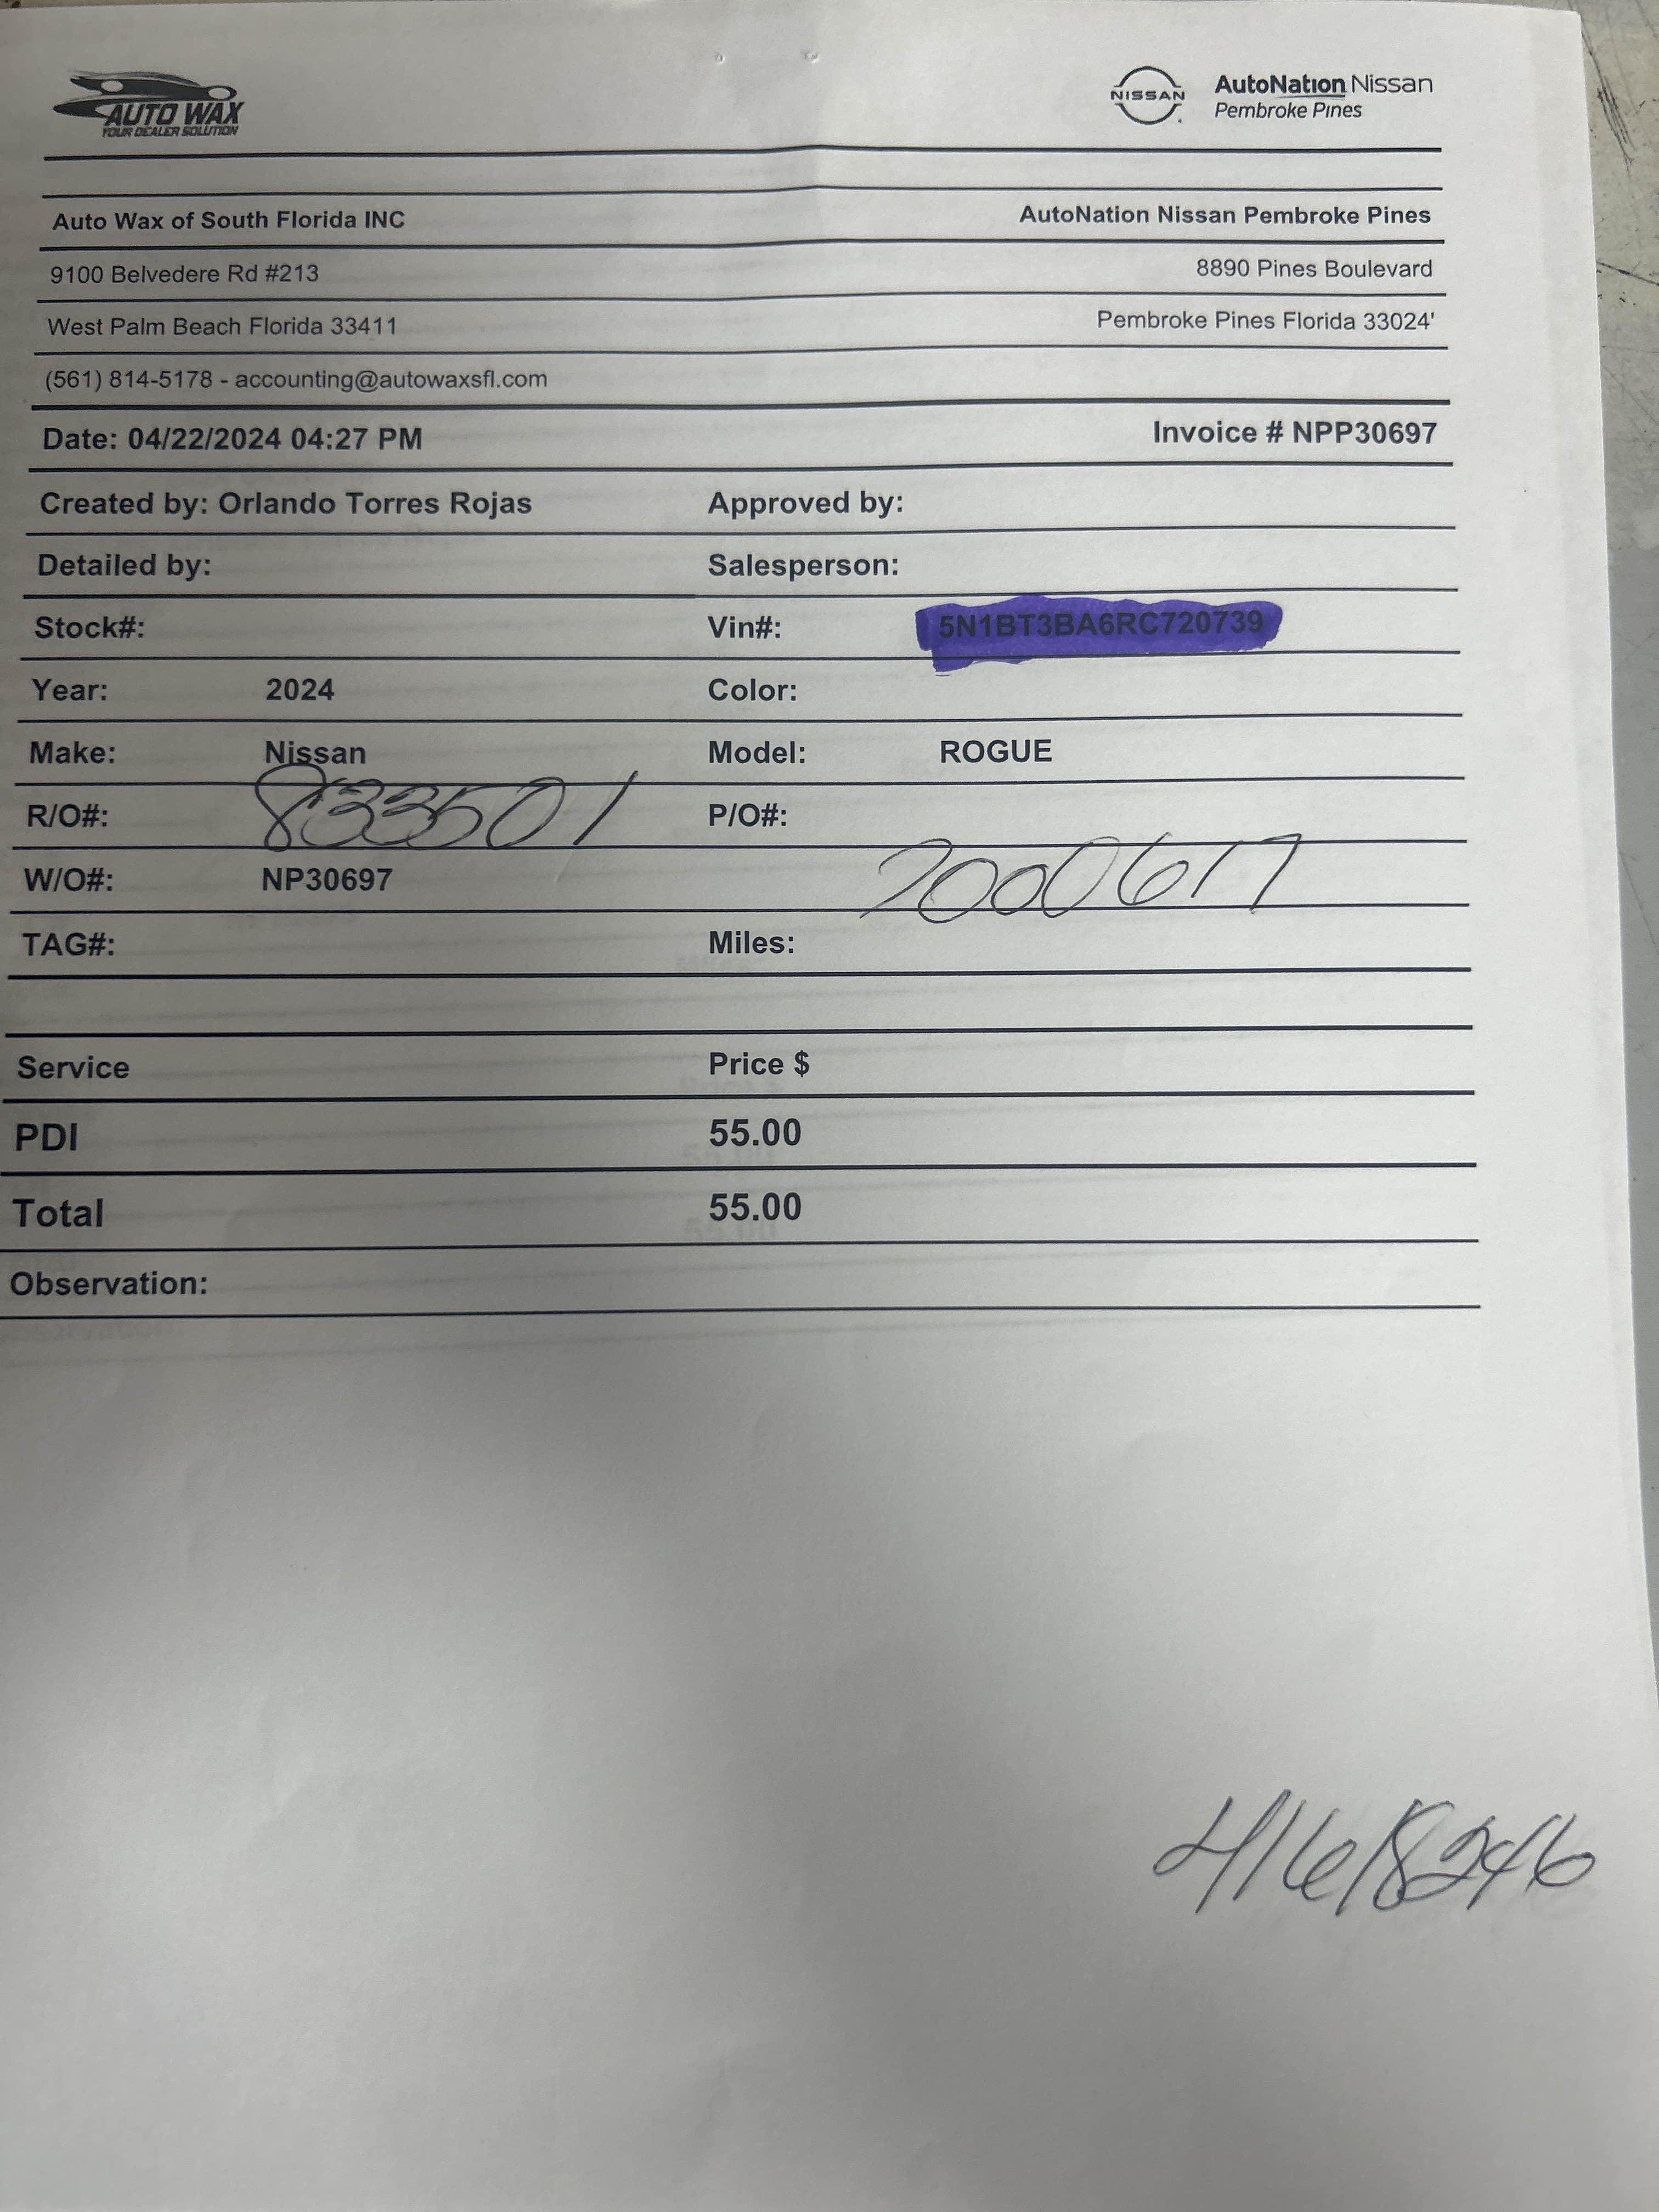 AUTO WAX
YOUR DEALER SOLUTION
NISSAN
AutoNation Nissan
Pembroke Pines
Auto Wax of South Florida INC AutoNation Nissan Pembroke Pines
9100 Belvedere Rd #213 8890 Pines Boulevard
West Palm Beach Florida 33411 Pembroke Pines Florida 33024'
(561) 814-5178 - accounting@autowaxsfl.com
Date: 04/22/2024 04:27 PM Invoice # NPP30697
Created by: Orlando Torres Rojas Approved by:
Detailed by: Salesperson:
Stock#: Vin#: 5N1BT3BA6RC720739
Year: 2024 Color:
Make: Nissan Model: ROGUE
R/O#: 833501 P/O#:
W/O#: NP30697 2000617
TAG#: Miles:
Service Price $
PDI 55.00
Total 55.00
Observation:
41618246